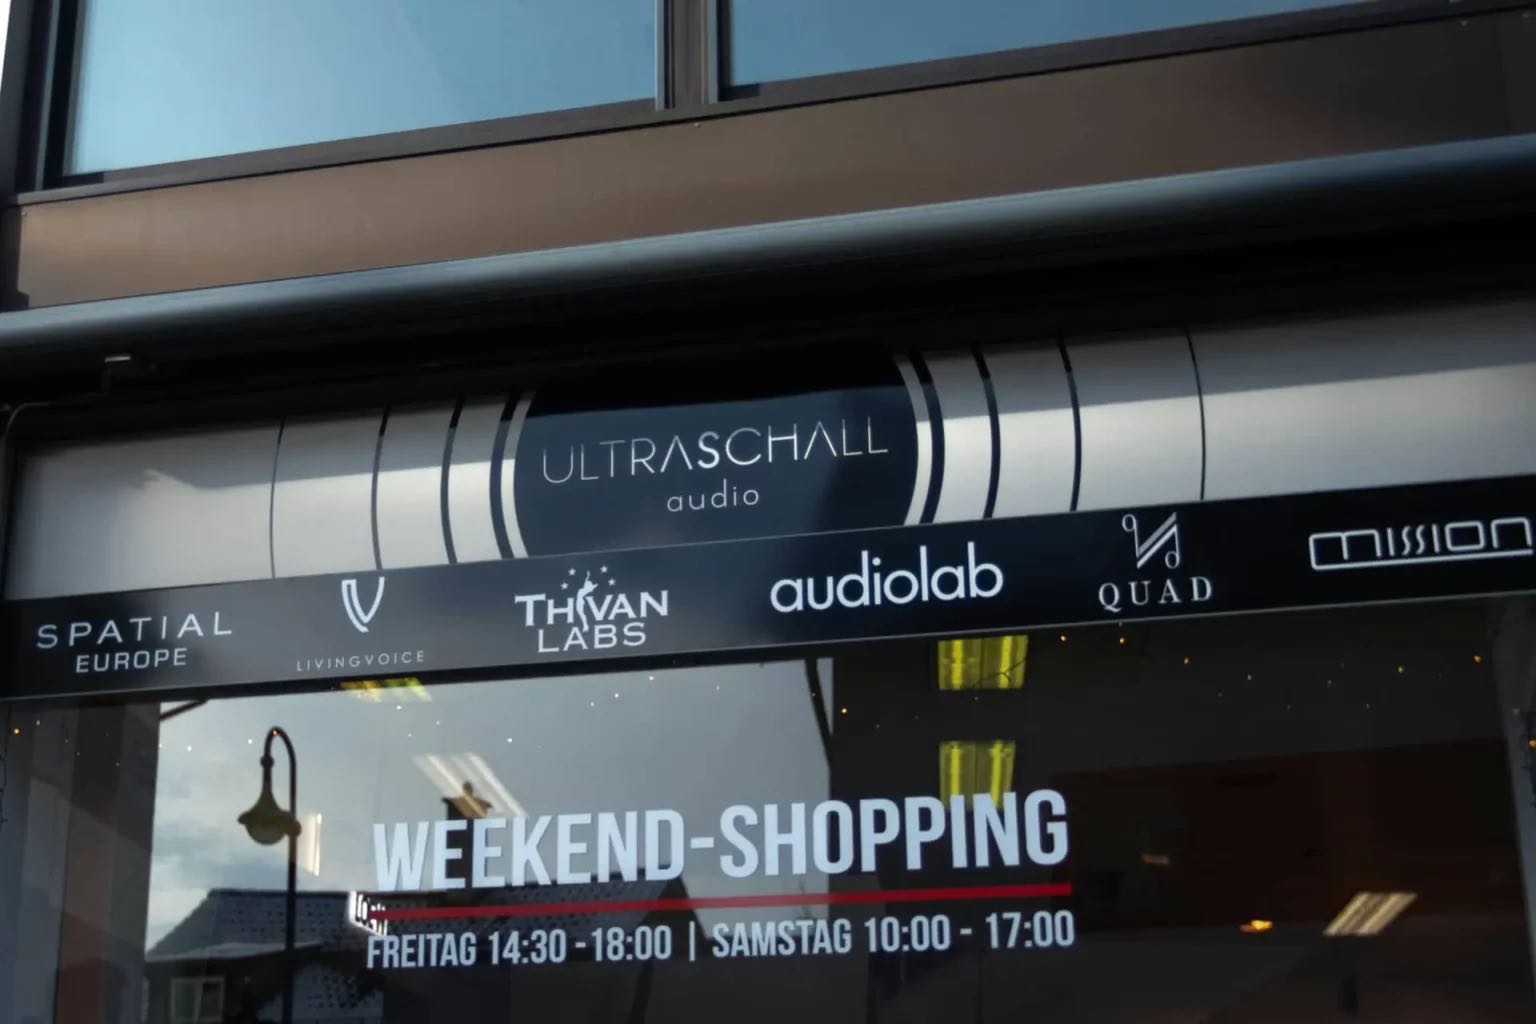 ULTRASCHALL
audio
SPATIAL
EUROPE
LIVINGVOICE
THIVAN
LABS
audiolab
QUAD
mission
WEEKEND-SHOPPING
FREITAG 14:30 -18:00 | SAMSTAG 10:00 - 17:00